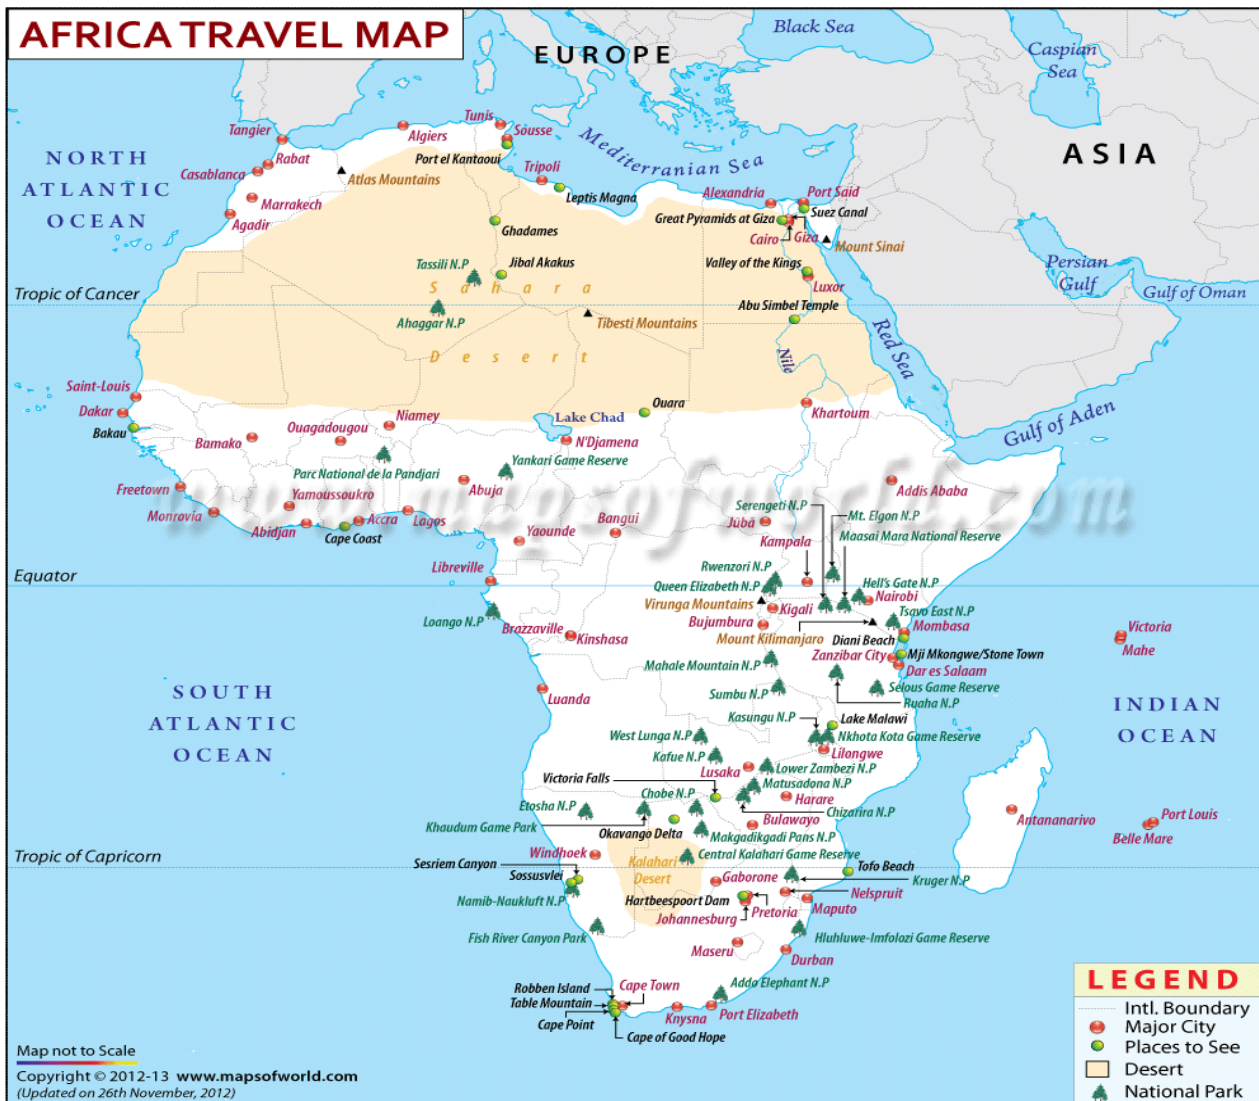 AFRICA TRAVEL MAP
EUROPE
Black Sea
Caspian
Sea
ASIA
NORTH
ATLANTIC
OCEAN
Mediterranean Sea
Tangier
Algiers
Tunis
Sousse
Port el Kantaoui
Rabat
Casablanca
Atlas Mountains
Tripoli
Leptis Magna
Marrakech
Agadir
Alexandria
Port Said
Suez Canal
Great Pyramids at Giza
Cairo
Giza
Mount Sinai
Ghadames
Jibal Akakus
Tassili N.P
Valley of the Kings
Luxor
Persian
Gulf
Gulf of Oman
Tropic of Cancer
Sahara
Ahaggar N.P
Tibesti Mountains
Abu Simbel Temple
Desert
Nile
Red Sea
Saint-Louis
Dakar
Bakau
Niamey
Ouagadougou
Bamako
Lake Chad
Ouara
N'Djamena
Khartoum
Gulf of Aden
Parc National de la Pandjari
Yankari Game Reserve
Abuja
Addis Ababa
www.mapsofworld.com
Freetown
Yamoussoukro
Monrovia
Abidjan
Accra
Lagos
Cape Coast
Yaounde
Bangui
Juba
Serengeti N.P
Mt. Elgon N.P
Maasai Mara National Reserve
Kampala
Equator
Libreville
Rwenzori N.P
Queen Elizabeth N.P
Hell's Gate N.P
Virunga Mountains
Kigali
Nairobi
Loango N.P
Brazzaville
Kinshasa
Bujumbura
Mount Kilimanjaro
Tsavo East N.P
Mombasa
Diani Beach
Victoria
Mahe
Mahale Mountain N.P
Zanzibar City
Mji Mkongwe/Stone Town
Dar es Salaam
SOUTH
ATLANTIC
OCEAN
Luanda
Sumbu N.P
Selous Game Reserve
Ruaha N.P
INDIAN
OCEAN
Kasungu N.P
Lake Malawi
West Lunga N.P
Nkhota Kota Game Reserve
Kafue N.P
Lilongwe
Lusaka
Lower Zambezi N.P
Victoria Falls
Matusadona N.P
Chobe N.P
Harare
Etosha N.P
Chizarira N.P
Khaudum Game Park
Okavango Delta
Bulawayo
Makgadikgadi Pans N.P
Antananarivo
Port Louis
Belle Mare
Tropic of Capricorn
Windhoek
Kalahari
Desert
Central Kalahari Game Reserve
Sesriem Canyon
Sossusvlei
Gaborone
Tofo Beach
Kruger N.P
Namib-Naukluft N.P
Hartbeespoort Dam
Nelspruit
Pretoria
Maputo
Johannesburg
Fish River Canyon Park
Maseru
Hluhluwe-Imfolozi Game Reserve
Durban
Robben Island
Cape Town
Addo Elephant N.P
Table Mountain
Cape Point
Knysna
Port Elizabeth
Cape of Good Hope
LEGEND
Intl. Boundary
Major City
Places to See
Desert
National Park
Map not to Scale
Copyright © 2012-13 www.mapsofworld.com
(Updated on 26th November, 2012)